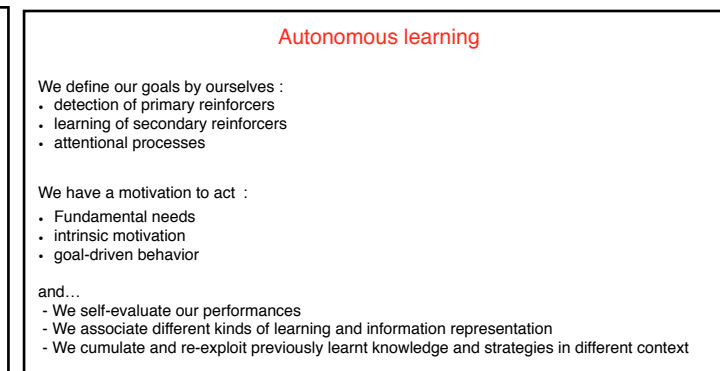 Autonomous learning
We define our goals by ourselves :
• detection of primary reinforcers
• learning of secondary reinforcers
• attentional processes
We have a motivation to act  :
• Fundamental needs
• intrinsic motivation
• goal-driven behavior
and…
- We self-evaluate our performances
- We associate different kinds of learning and information representation
- We cumulate and re-exploit previously learnt knowledge and strategies in different context